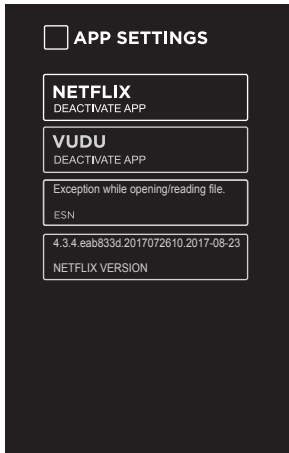 APP SETTINGS
NETFLIX
DEACTIVATE APP
VUDU
DEACTIVATE APP
Exception while opening/reading file.
ESN
4.3.4.eab833d.2017072610.2017-08-23
NETFLIX VERSION